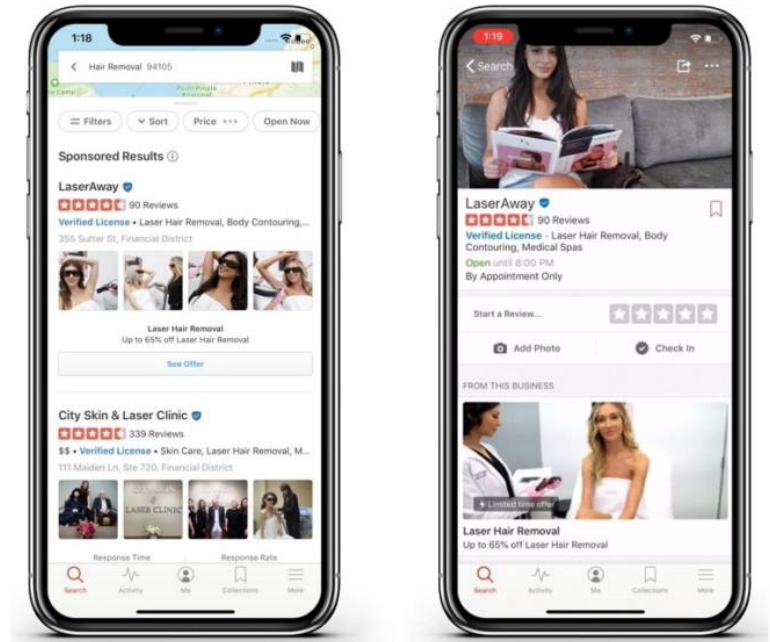 1:18
Hair Removal 94105
Point Pinole
Filters
Sort
Price
Open Now
Sponsored Results
LaserAway
90 Reviews
Verified License • Laser Hair Removal, Body Contouring,...
355 Sutter St, Financial District
Laser Hair Removal
Up to 65% off Laser Hair Removal
See Offer
City Skin & Laser Clinic
339 Reviews
$$ • Verified License • Skin Care, Laser Hair Removal, M...
111 Maiden Ln, Ste 720, Financial District
CITY SKIN
&
LASER CLINIC
Response Time
Response Rate
Search
Activity
Me
Collections
More
1:19
Search
LaserAway
90 Reviews
Verified License - Laser Hair Removal, Body
Contouring, Medical Spas
Open until 8:00 PM
By Appointment Only
Start a Review...
Add Photo
Check In
FROM THIS BUSINESS
Limited time offer
Laser Hair Removal
Up to 65% off Laser Hair Removal
Search
Activity
Me
Collections
More